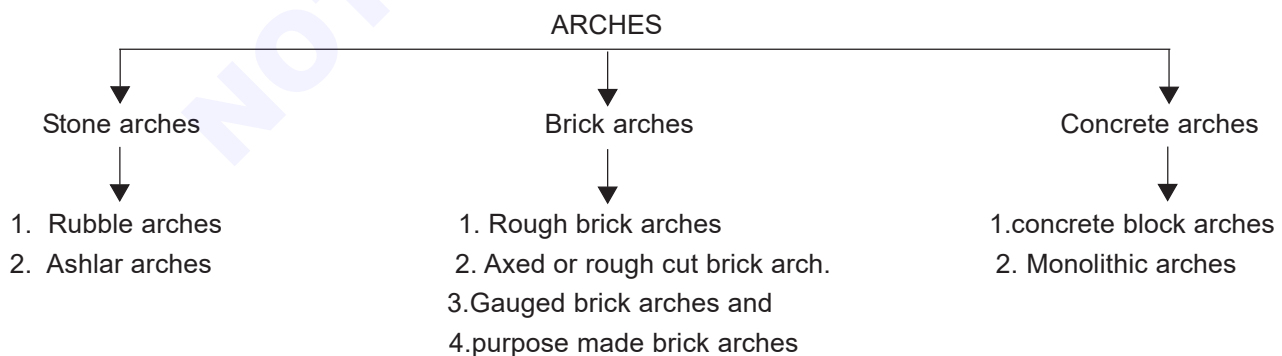 ARCHES
Stone arches
Brick arches
Concrete arches
1. Rubble arches
2. Ashlar arches
1. Rough brick arches
2. Axed or rough cut brick arch.
3.Gauged brick arches and
4.purpose made brick arches
1.concrete block arches
2. Monolithic arches